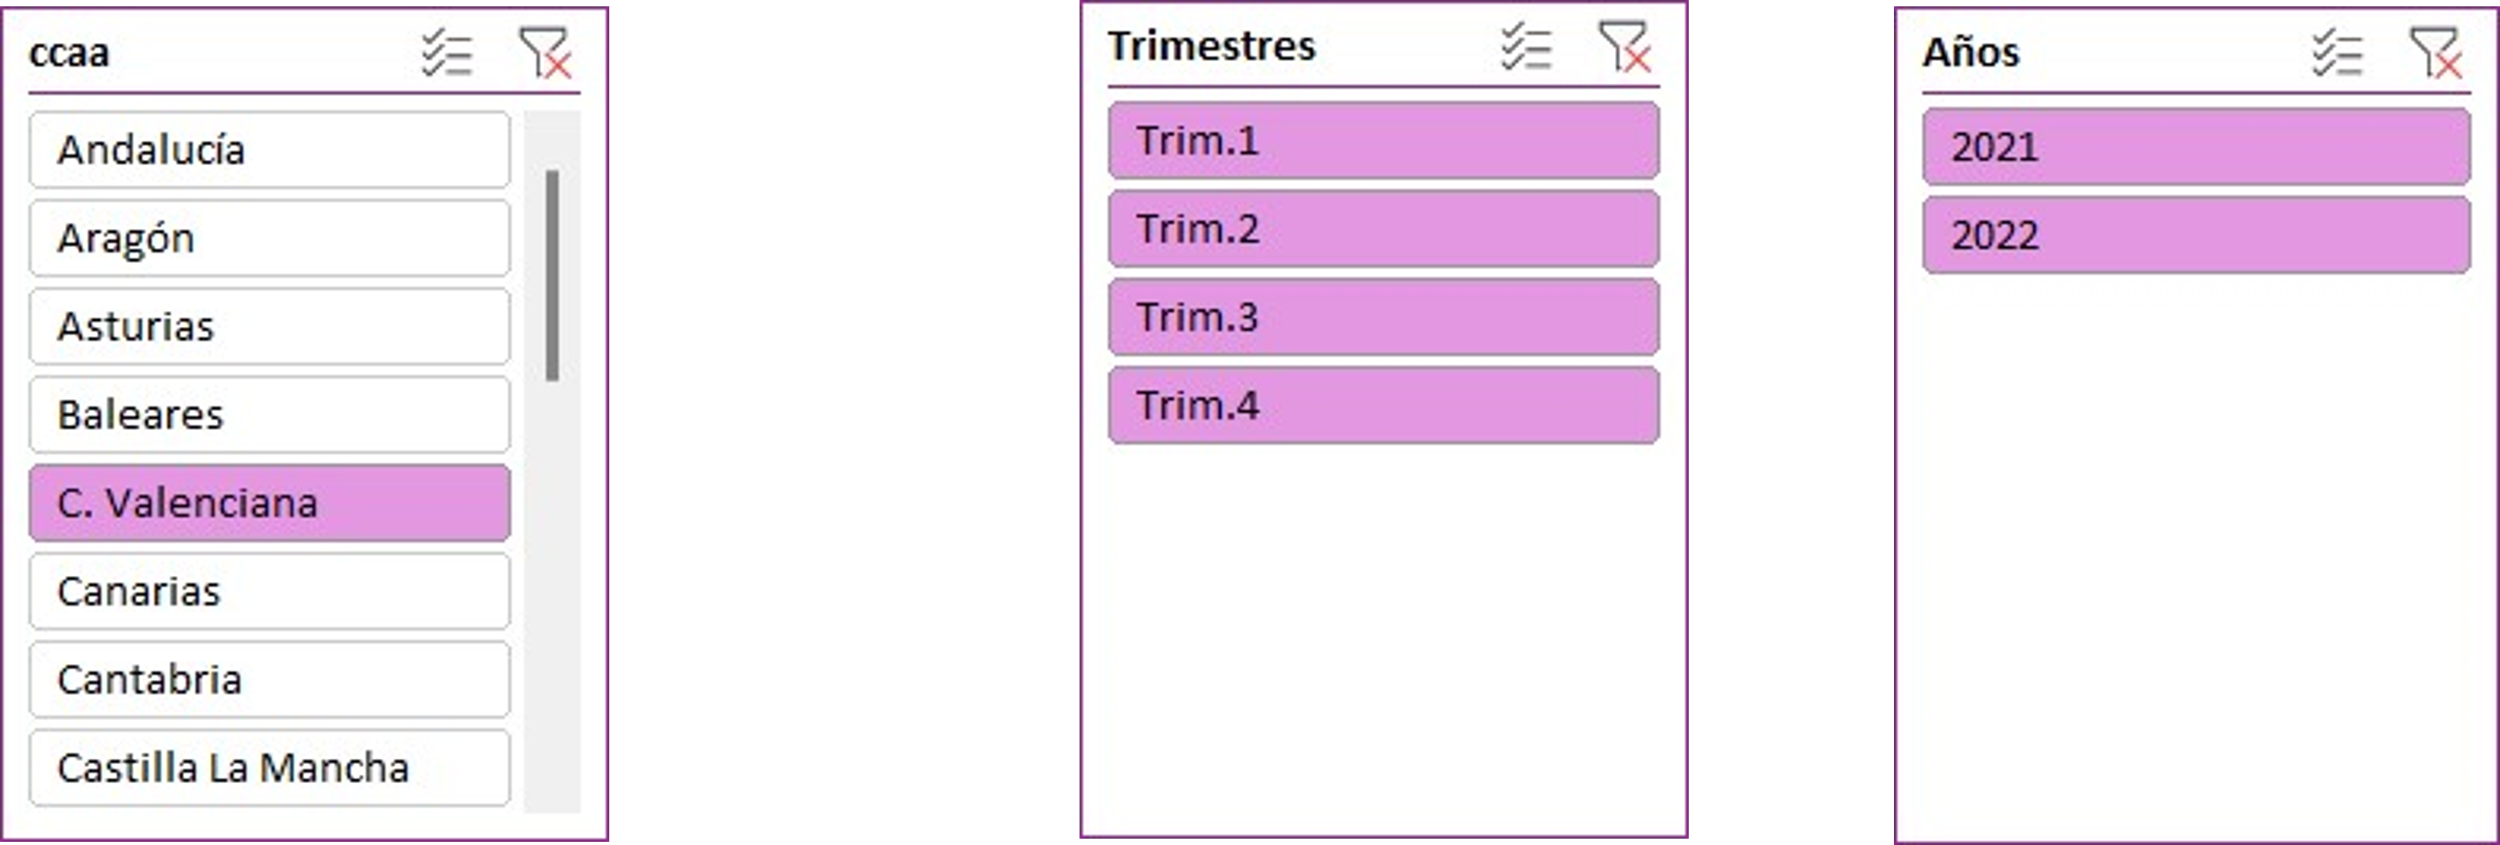 ccaa
Andalucía
Aragón
Asturias
Baleares
C. Valenciana
Canarias
Cantabria
Castilla La Mancha
Trimestres
Trim.1
Trim.2
Trim.3
Trim.4
Años
2021
2022